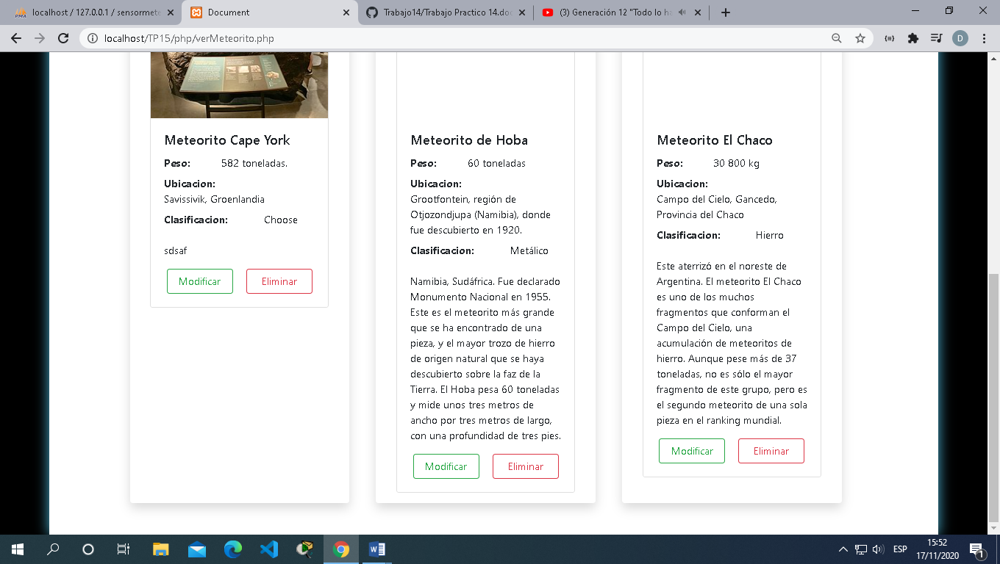 localhost / 127.0.0.1 / sensormete
Document
Trabajo14/Trabajo Practico 14.doc
(3) Generación 12 "Todo lo ha
localhost/TP15/php/verMeteorito.php
D
Meteorito Cape York
Peso: 582 toneladas.
Ubicacion:
Savissivik, Groenlandia
Clasificacion: Choose
sdsaf
Modificar Eliminar
Meteorito de Hoba
Peso: 60 toneladas
Ubicacion:
Grootfontein, región de
Otjozondjupa (Namibia), donde
fue descubierto en 1920.
Clasificacion: Metálico
Namibia, Sudáfrica. Fue declarado
Monumento Nacional en 1955.
Este es el meteorito más grande
que se ha encontrado de una
pieza, y el mayor trozo de hierro
de origen natural que se haya
descubierto sobre la faz de la
Tierra. El Hoba pesa 60 toneladas
y mide unos tres metros de
ancho por tres metros de largo,
con una profundidad de tres pies.
Modificar Eliminar
Meteorito El Chaco
Peso: 30 800 kg
Ubicacion:
Campo del Cielo, Gancedo,
Provincia del Chaco
Clasificacion: Hierro
Este aterrizó en el noreste de
Argentina. El meteorito El Chaco
es uno de los muchos
fragmentos que conforman el
Campo del Cielo, una
acumulación de meteoritos de
hierro. Aunque pese más de 37
toneladas, no es sólo el mayor
fragmento de este grupo, pero es
el segundo meteorito de una sola
pieza en el ranking mundial.
Modificar Eliminar
ESP
15:52
17/11/2020
1